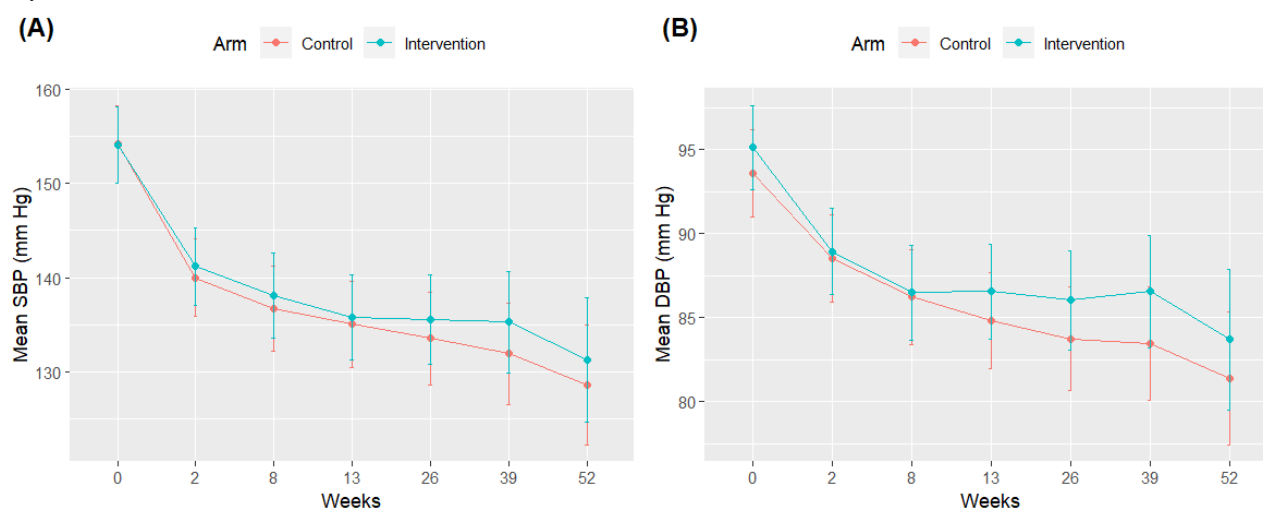 (A)
Arm Control Intervention
Mean SBP (mm Hg)
160
150
140
130
0 2 8 13 26 39 52
Weeks
(B)
Arm Control Intervention
Mean DBP (mm Hg)
95
90
85
80
0 2 8 13 26 39 52
Weeks